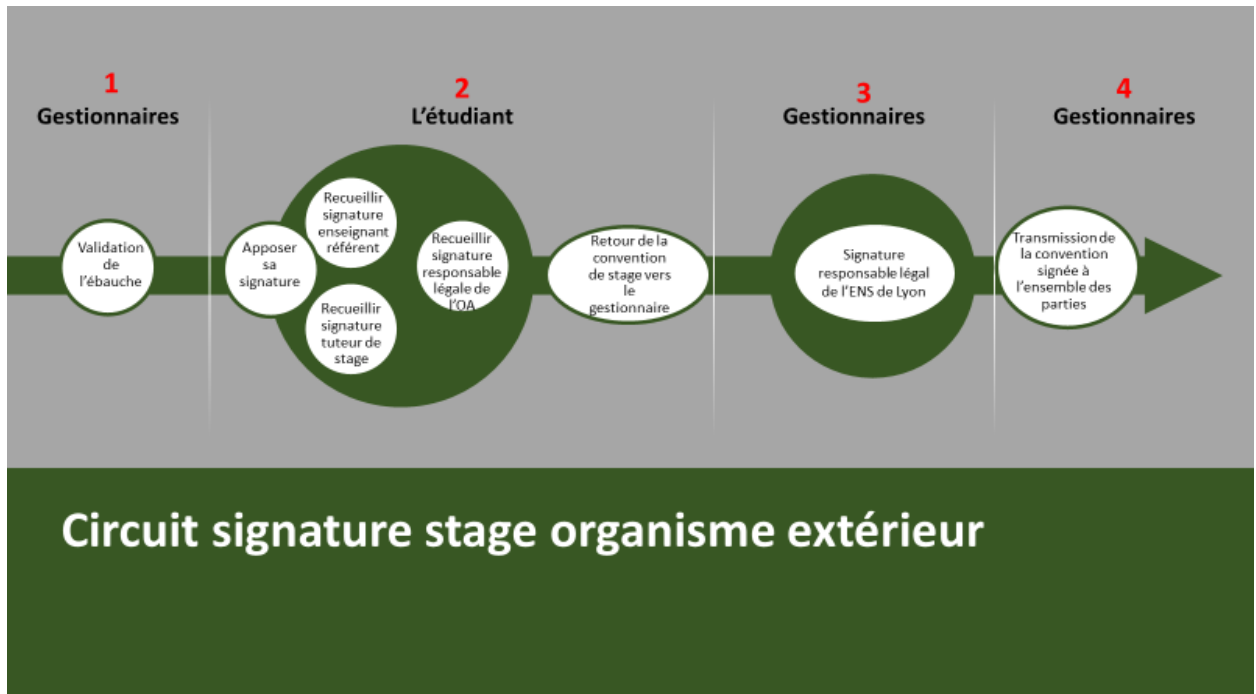 1
Gestionnaires
2
L'étudiant
3
Gestionnaires
4
Gestionnaires
Validation
de
l'ébauche
Apposer
sa
signature
Recueillir
signature
enseignant
référent
Recueillir
signature
tuteur de
stage
Recueillir
signature
responsable
légale de
l'OA
Retour de la
convention
de stage vers
le
gestionnaire
Signature
responsable légal
de l'ENS de Lyon
Transmission de
la convention
signée à
l'ensemble des
parties
Circuit signature stage organisme extérieur